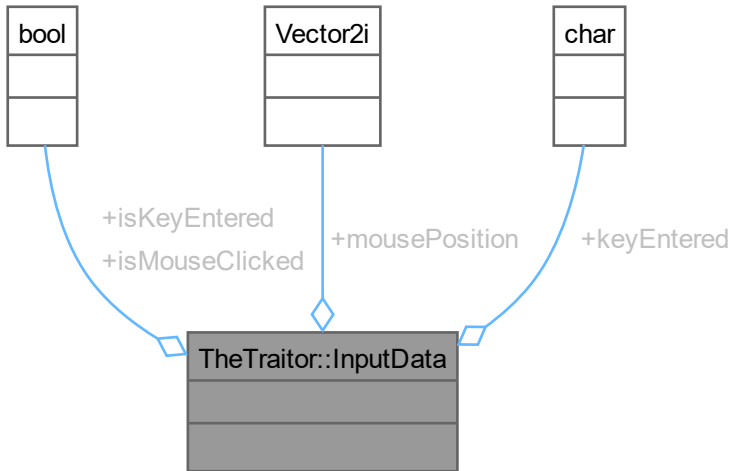 bool
Vector2i
char
+isKeyEntered
+isMouseClicked
+mousePosition
+keyEntered
TheTraitor::InputData